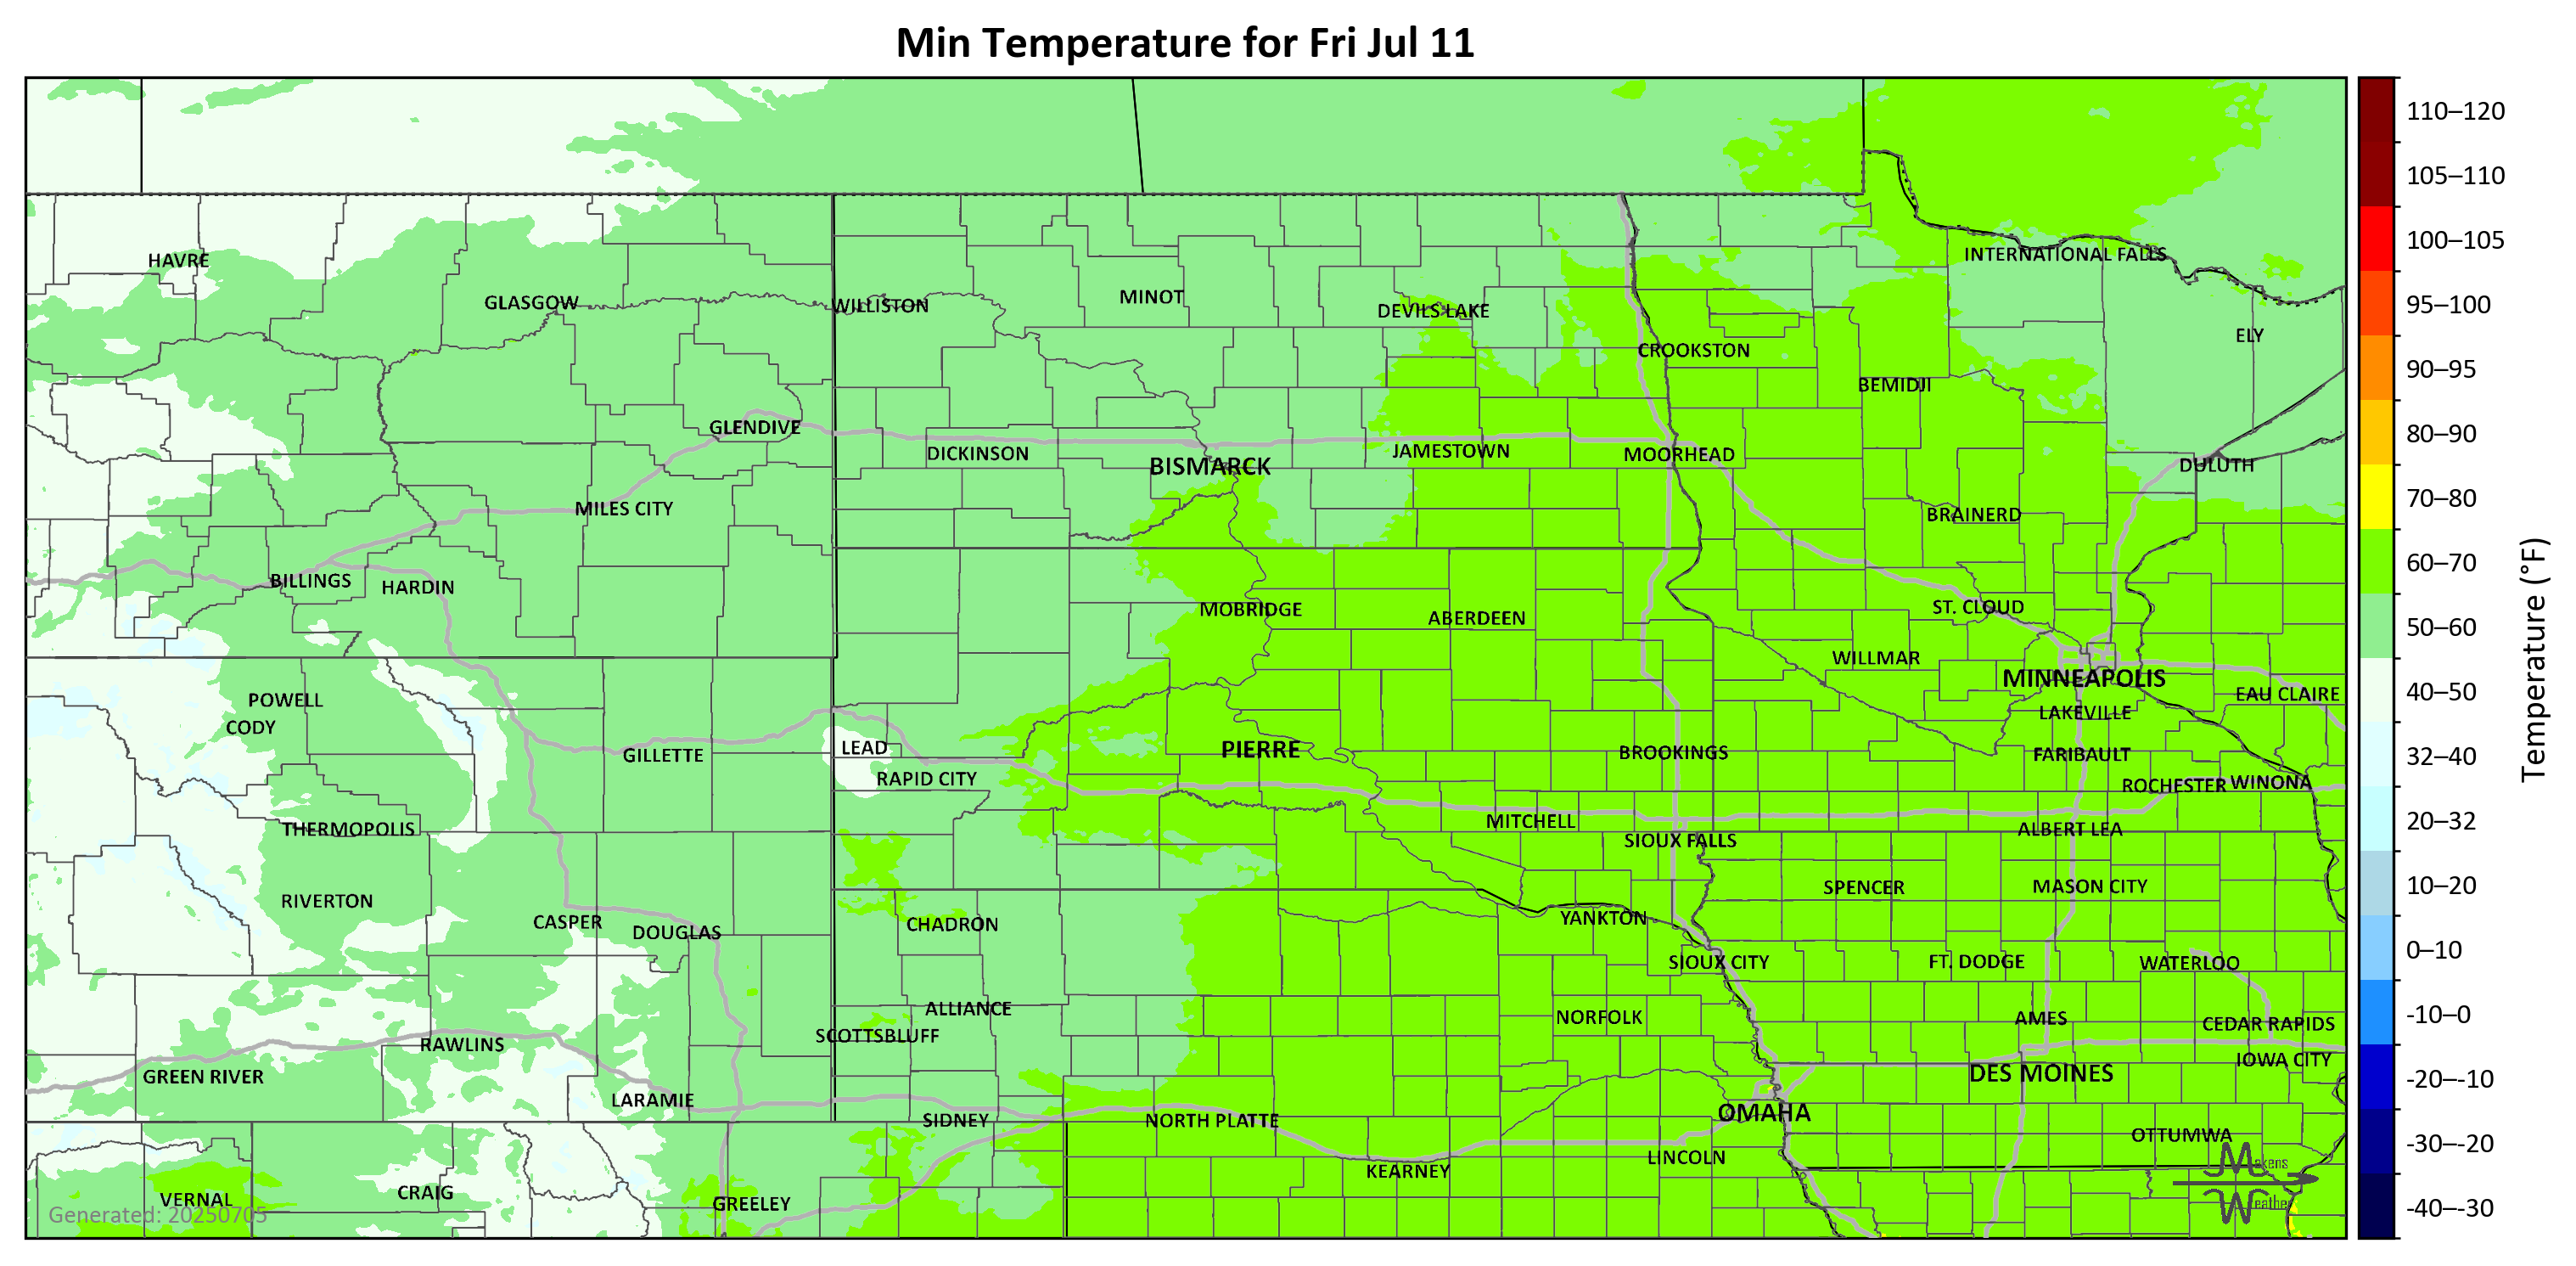 Min Temperature for Fri Jul 11
110–120
105–110
100–105
95–100
90–95
80–90
70–80
60–70
50–60
40–50
32–40
20–32
10–20
0–10
-10–0
-20–-10
-30–-20
-40–-30
Temperature (°F)
HAVRE
INTERNATIONAL FALLS
GLASGOW
WILLISTON
MINOT
DEVILS LAKE
ELY
CROOKSTON
BEMIDJI
GLENDIVE
DICKINSON
BISMARCK
JAMESTOWN
MOORHEAD
DULUTH
MILES CITY
BRAINERD
BILLINGS
HARDIN
MOBRIDGE
ABERDEEN
ST. CLOUD
WILLMAR
MINNEAPOLIS
EAU CLAIRE
POWELL
CODY
LAKEVILLE
GILLETTE
LEAD
PIERRE
BROOKINGS
FARIBAULT
RAPID CITY
ROCHESTER
WINONA
THERMOPOLIS
MITCHELL
ALBERT LEA
SIOUX FALLS
RIVERTON
SPENCER
MASON CITY
CASPER
DOUGLAS
CHADRON
YANKTON
SIOUX CITY
FT. DODGE
WATERLOO
ALLIANCE
NORFOLK
AMES
CEDAR RAPIDS
SCOTTSBLUFF
RAWLINS
IOWA CITY
GREEN RIVER
DES MOINES
LARAMIE
SIDNEY
NORTH PLATTE
OMAHA
OTTUMWA
KEARNEY
LINCOLN
VERNAL
CRAIG
GREELEY
Makens
Weather
Generated: 20250705